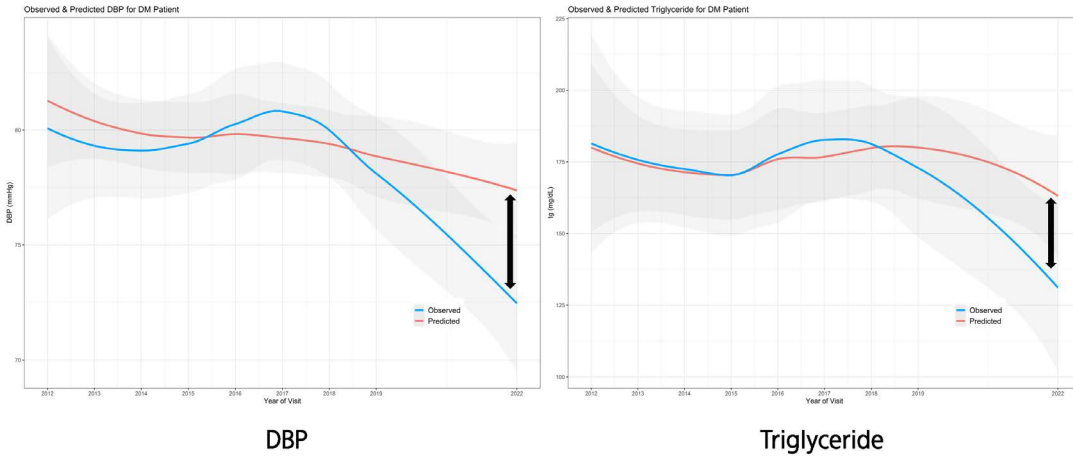 Observed & Predicted DBP for DM Patient
80
75
70
DBP (mmHg)
2012 2013 2014 2015 2016 2017 2018 2019 2022
Year of Visit
Observed
Predicted
DBP
Observed & Predicted Triglyceride for DM Patient
225
200
175
150
125
100
tg (mg/dL)
2012 2013 2014 2015 2016 2017 2018 2019 2022
Year of Visit
Observed
Predicted
Triglyceride